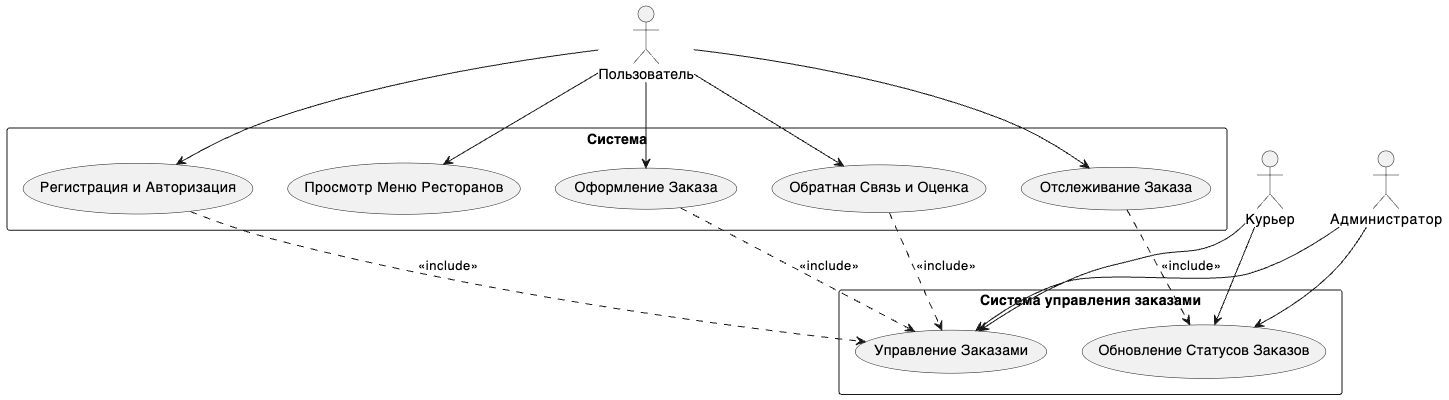 Пользователь
Система
Регистрация и Авторизация
Просмотр Меню Ресторанов
Оформление Заказа
Обратная Связь и Оценка
Отслеживание Заказа
Курьер
Администратор
«include»
«include»
«include»
«include»
Система управления заказами
Управление Заказами
Обновление Статусов Заказов